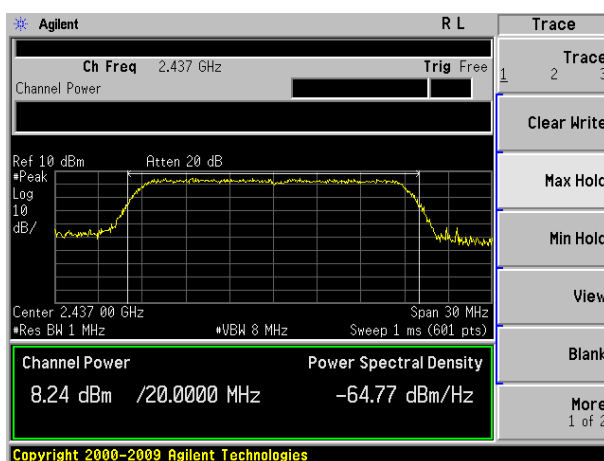 Agilent R L Trace
Ch Freq 2.437 GHz Trig Free
Channel Power
Trace
1 2 3
Clear Write
Max Hold
Min Hold
View
Blank
More
1 of 2
Ref 10 dBm Atten 20 dB
#Peak
Log
10
dB/
Center 2.437 00 GHz Span 30 MHz
#Res BW 1 MHz #VBW 8 MHz Sweep 1 ms (601 pts)
Channel Power Power Spectral Density
8.24 dBm /20.0000 MHz -64.77 dBm/Hz
Copyright 2000-2009 Agilent Technologies